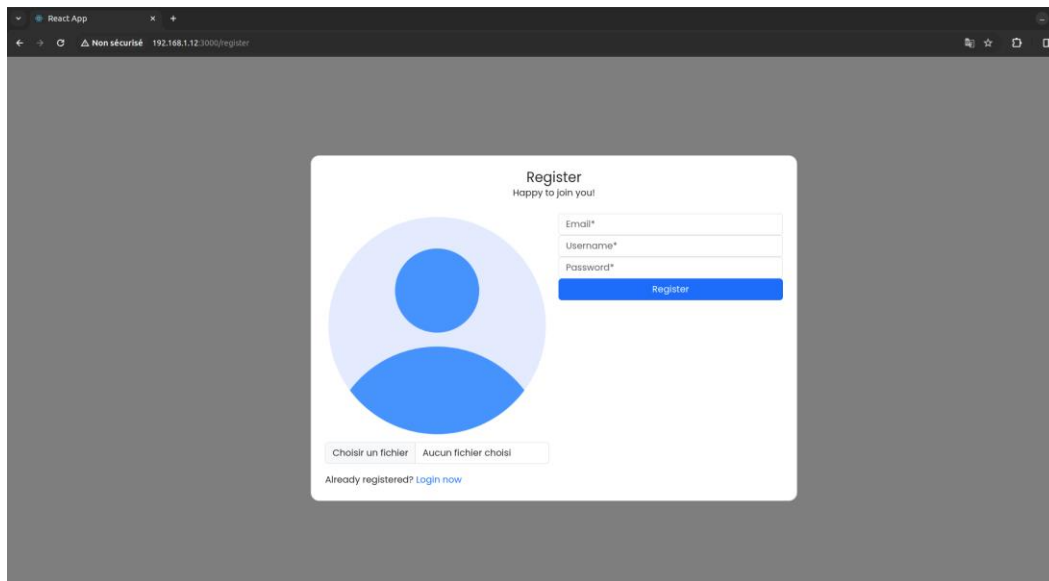 React App
Non sécurisé 192.168.1.12:3000/register
Register
Happy to join you!
Email*
Username*
Password*
Register
Choisir un fichier Aucun fichier choisi
Already registered? Login now